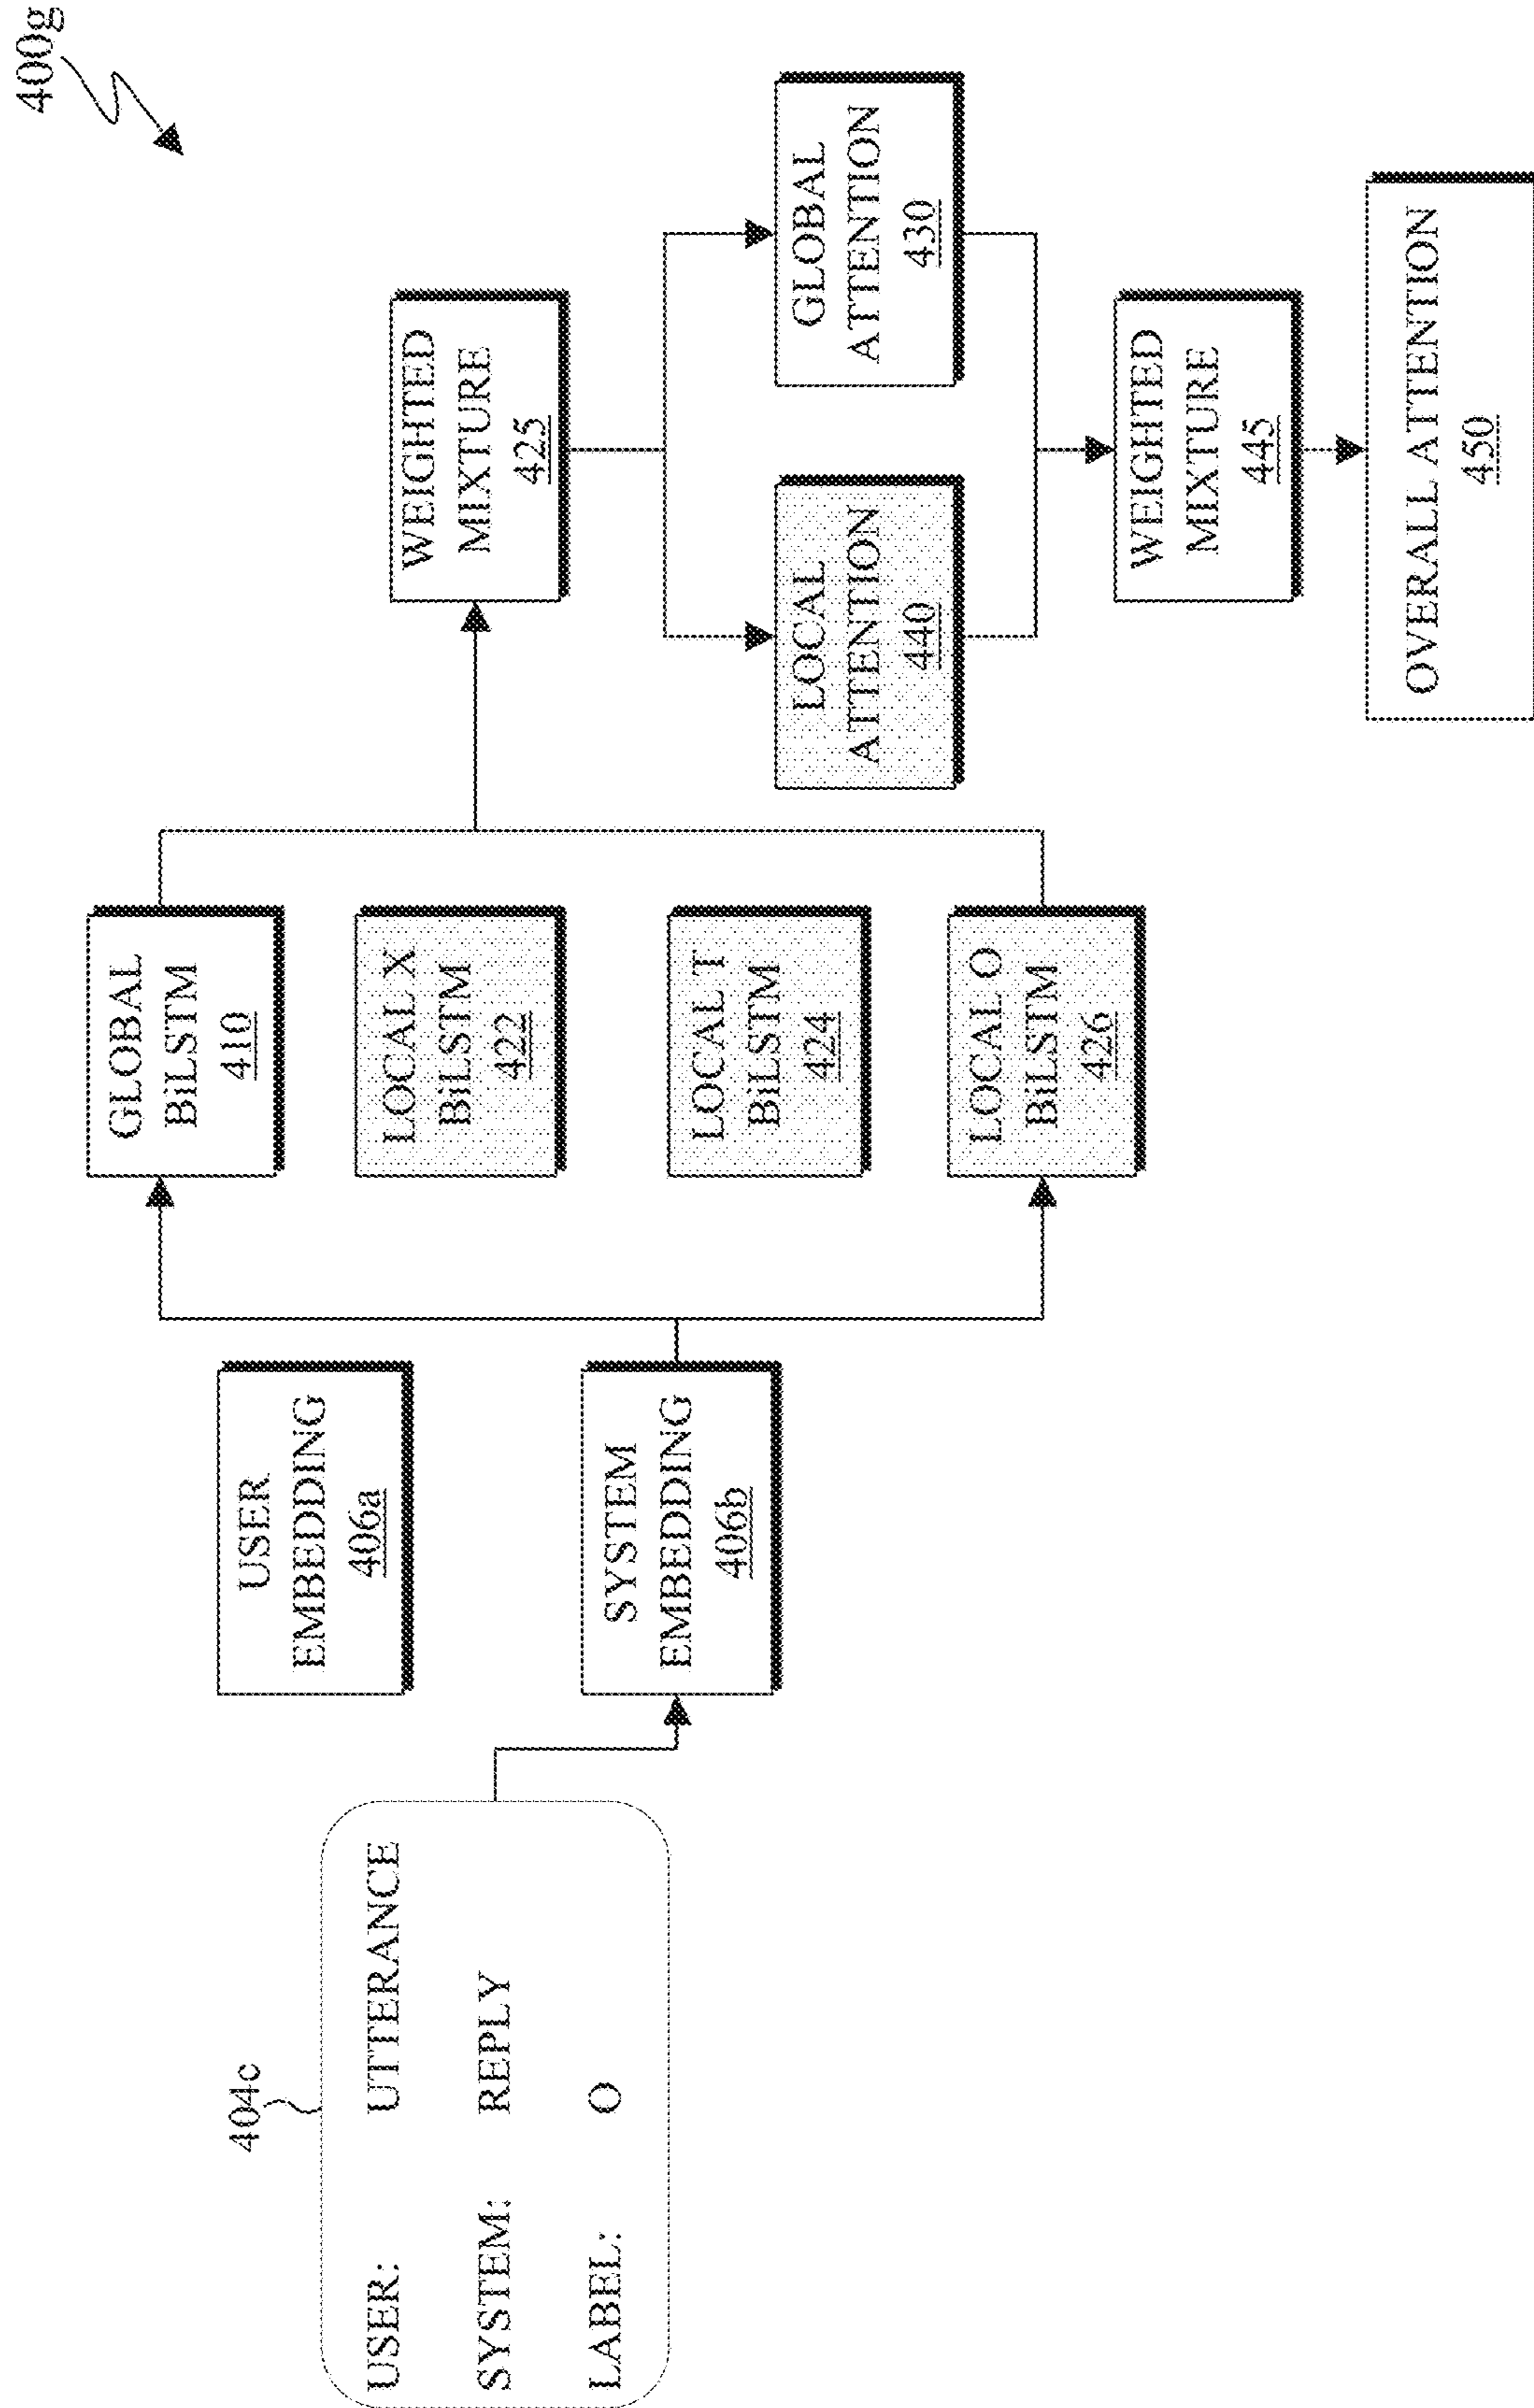 400g
404c
USER: UTTERANCE
SYSTEM: REPLY
LABEL: O
USER
EMBEDDING
406a
SYSTEM
EMBEDDING
406b
GLOBAL
BiLSTM
410
LOCAL X
BiLSTM
422
LOCAL T
BiLSTM
424
LOCAL O
BiLSTM
426
WEIGHTED
MIXTURE
425
LOCAL
ATTENTION
440
GLOBAL
ATTENTION
430
WEIGHTED
MIXTURE
445
OVERALL ATTENTION
450